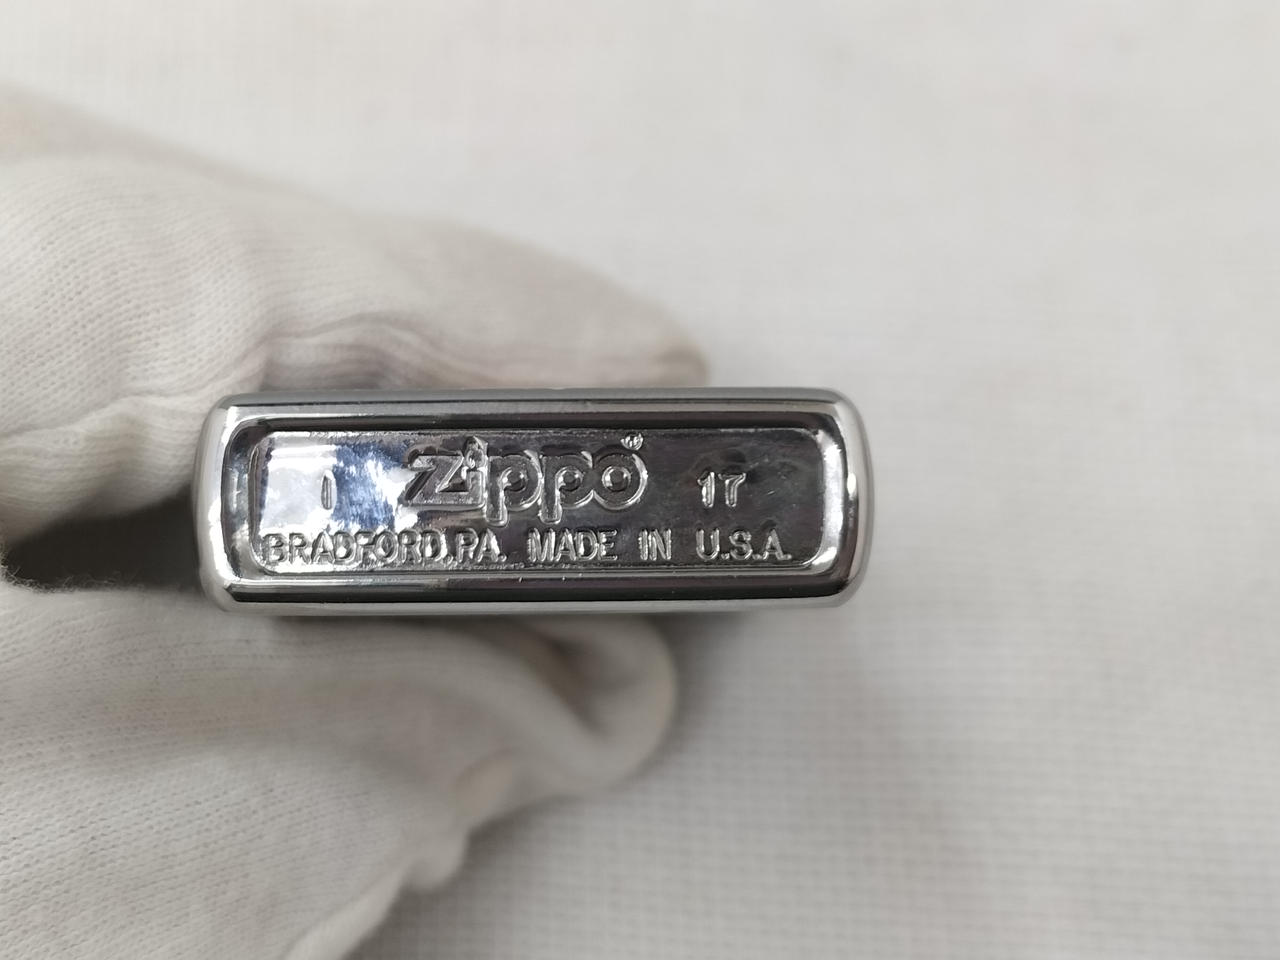 I Zippo® 17
BRADFORD,PA. MADE IN U.S.A.